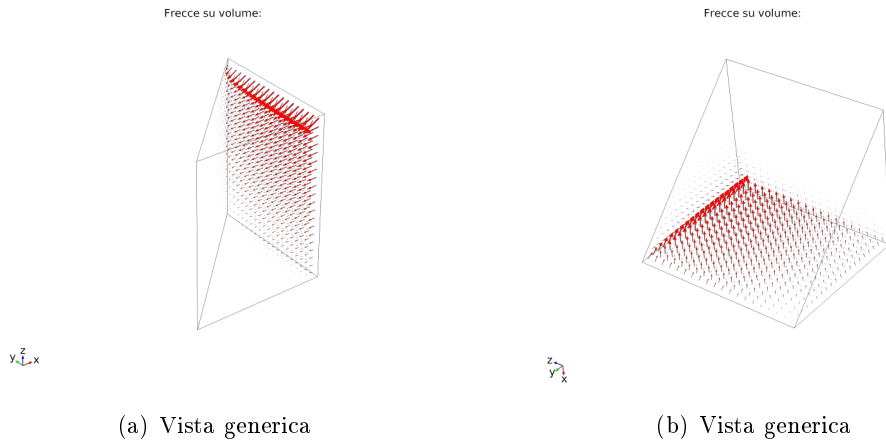 Frecce su volume:
Frecce su volume:
y z x
z y x
(a) Vista generica
(b) Vista generica